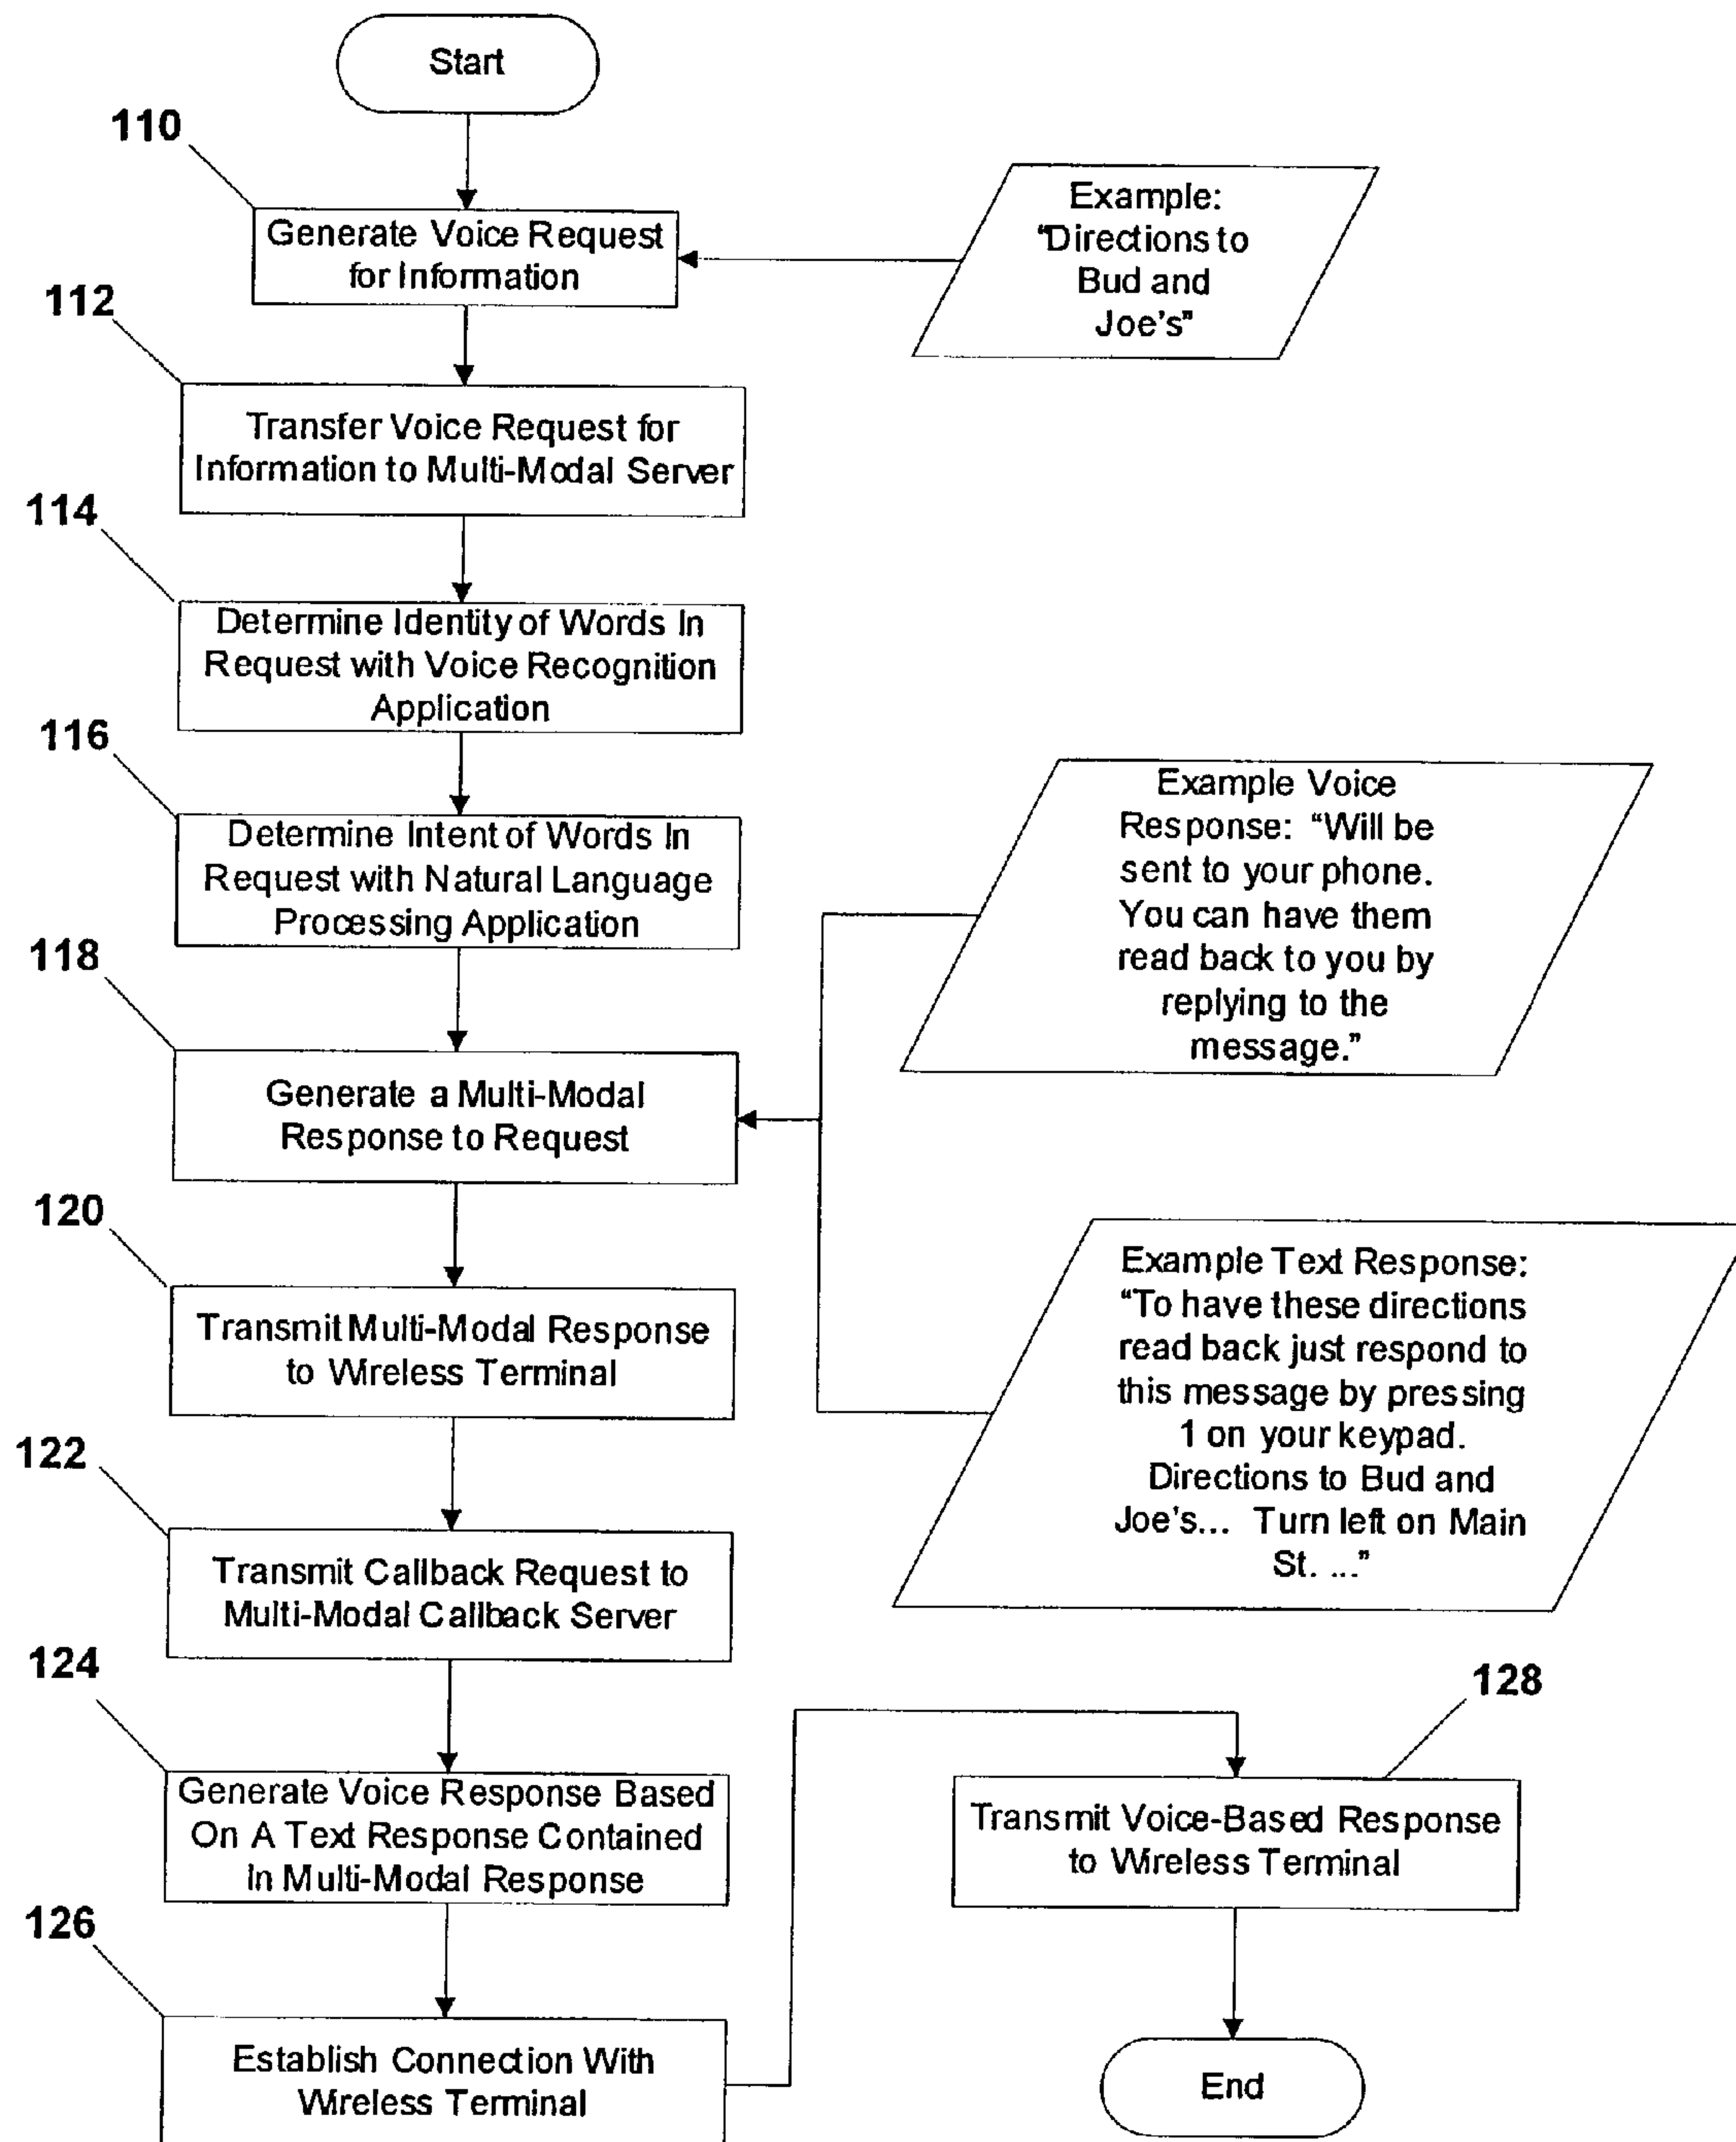 Start
110
Generate Voice Request
for Information
Example:
"Directions to
Bud and
Joe's"
112
Transfer Voice Request for
Information to Multi-Modal Server
114
Determine Identity of Words In
Request with Voice Recognition
Application
116
Determine Intent of Words In
Request with Natural Language
Processing Application
Example Voice
Response: “Will be
sent to your phone.
You can have them
read back to you by
replying to the
message.”
118
Generate a Multi-Modal
Response to Request
120
Transmit Multi-Modal Response
to Wireless Terminal
Example Text Response:
“To have these directions
read back just respond to
this message by pressing
1 on your keypad.
Directions to Bud and
Joe's... Turn left on Main
St. ...”
122
Transmit Callback Request to
Multi-Modal Callback Server
124
Generate Voice Response Based
On A Text Response Contained
In Multi-Modal Response
126
Establish Connection With
Wireless Terminal
128
Transmit Voice-Based Response
to Wireless Terminal
End